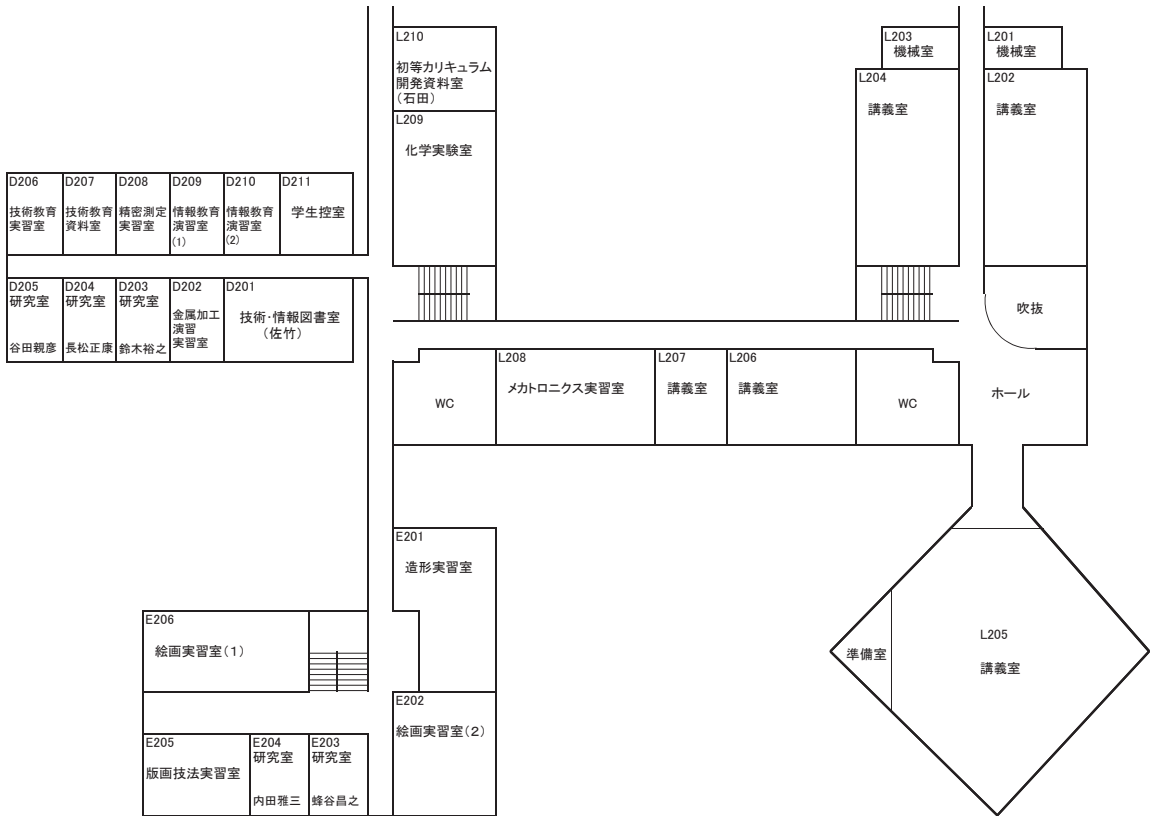 L210
初等カリキュラム
開発資料室
(石田)
L209
化学実験室
L203
機械室
L201
機械室
L204
講義室
L202
講義室
D206
技術教育
実習室
D207
技術教育
資料室
D208
精密測定
実習室
D209
情報教育
演習室
(1)
D210
情報教育
演習室
(2)
D211
学生控室
D205
研究室
谷田親彦
D204
研究室
長松正康
D203
研究室
鈴木裕之
D202
金属加工
演習
実習室
D201
技術・情報図書室
(佐竹)
吹抜
ホール
WC
L208
メカトロニクス実習室
L207
講義室
L206
講義室
WC
E201
造形実習室
E206
絵画実習室(1)
E202
絵画実習室(2)
E205
版画技法実習室
E204
研究室
内田雅三
E203
研究室
蜂谷昌之
準備室
L205
講義室